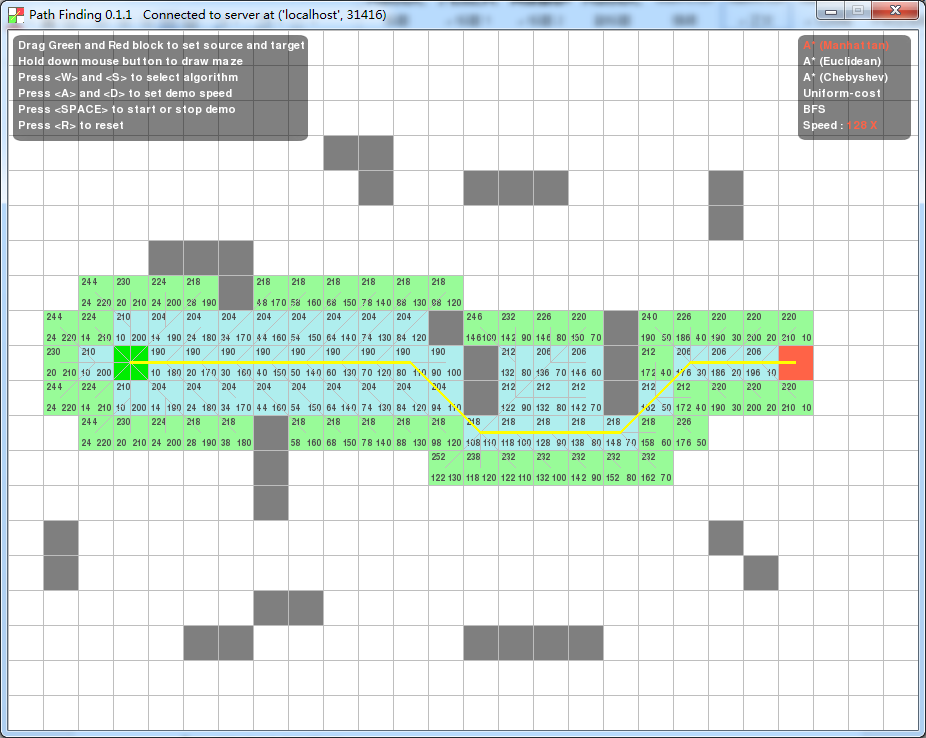 Path Finding 0.1.1   Connected to server at ('localhost', 31416)
Drag Green and Red block to set source and target
Hold down mouse button to draw maze
Press <W> and <S> to select algorithm
Press <A> and <D> to set demo speed
Press <SPACE> to start or stop demo
Press <R> to reset
A* (Manhattan)
A* (Euclidean)
A* (Chebyshev)
Uniform-cost
BFS
Speed : 128 X
244 230 224 218 218 218 218 218 218 218
24 220 20 210 24 200 28 190 48 170 58 160 68 150 78 140 88 130 98 120
244 224 210 204 204 204 204 204 204 204 204 246 232 226 220 240 226 220 220 220
24 220 14 210 10 200 14 190 24 180 34 170 44 160 54 150 64 140 74 130 84 120 146 100 142 90 146 80 150 70 190 50 186 40 190 30 200 20 210 10
230 210 190 190 190 190 190 190 190 190 190 212 206 206 212 206 206 206
20 210 10 200 10 180 20 170 30 160 40 150 50 140 60 130 70 120 80 110 90 100 132 80 136 70 146 60 172 40 176 30 186 20 196 10
244 224 210 204 204 204 204 204 204 204 204 204 212 212 212 212 220 220 220 220
24 220 14 210 10 200 14 190 24 180 34 170 44 160 54 150 64 140 74 130 84 120 94 110 122 90 132 80 142 70 162 50 172 40 190 30 200 20 210 10
244 230 224 218 218 218 218 218 218 218 218 218 218 218 218 218 226
24 220 20 210 24 200 28 190 38 180 58 160 68 150 78 140 88 130 98 120 108 110 118 100 128 90 138 80 148 70 158 60 176 50
252 238 232 232 232 232 232
122 130 118 120 122 110 132 100 142 90 152 80 162 70